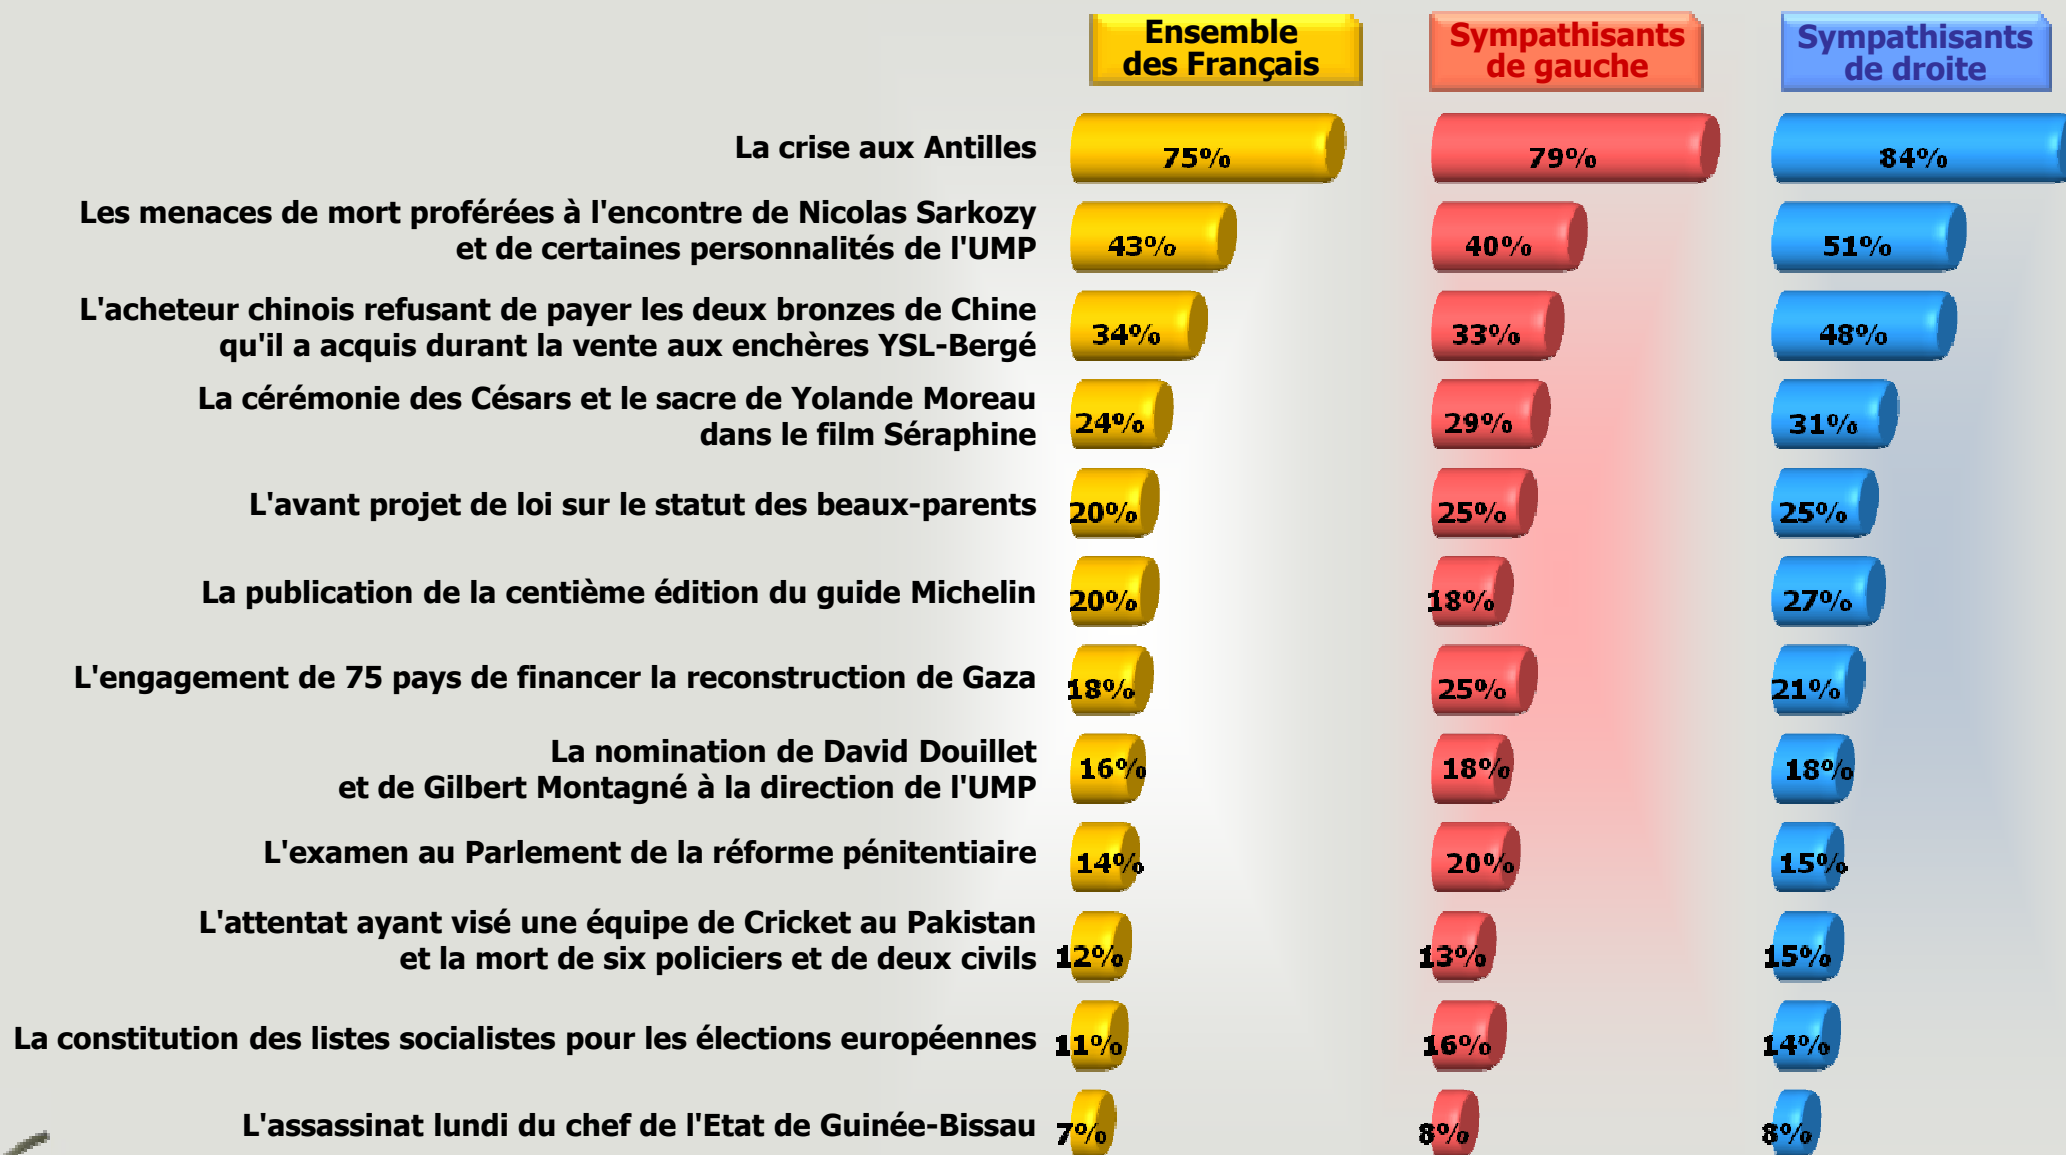 Ensemble
des Français
Sympathisants
de gauche
Sympathisants
de droite
La crise aux Antilles 75% 79% 84%
Les menaces de mort proférées à l'encontre de Nicolas Sarkozy
et de certaines personnalités de l'UMP 43% 40% 51%
L'acheteur chinois refusant de payer les deux bronzes de Chine
qu'il a acquis durant la vente aux enchères YSL-Bergé 34% 33% 48%
La cérémonie des Césars et le sacre de Yolande Moreau
dans le film Séraphine 24% 29% 31%
L'avant projet de loi sur le statut des beaux-parents 20% 25% 25%
La publication de la centième édition du guide Michelin 20% 18% 27%
L'engagement de 75 pays de financer la reconstruction de Gaza 18% 25% 21%
La nomination de David Douillet
et de Gilbert Montagné à la direction de l'UMP 16% 18% 18%
L'examen au Parlement de la réforme pénitentiaire 14% 20% 15%
L'attentat ayant visé une équipe de Cricket au Pakistan
et la mort de six policiers et de deux civils 12% 13% 15%
La constitution des listes socialistes pour les élections européennes 11% 16% 14%
L'assassinat lundi du chef de l'Etat de Guinée-Bissau 7% 8% 8%